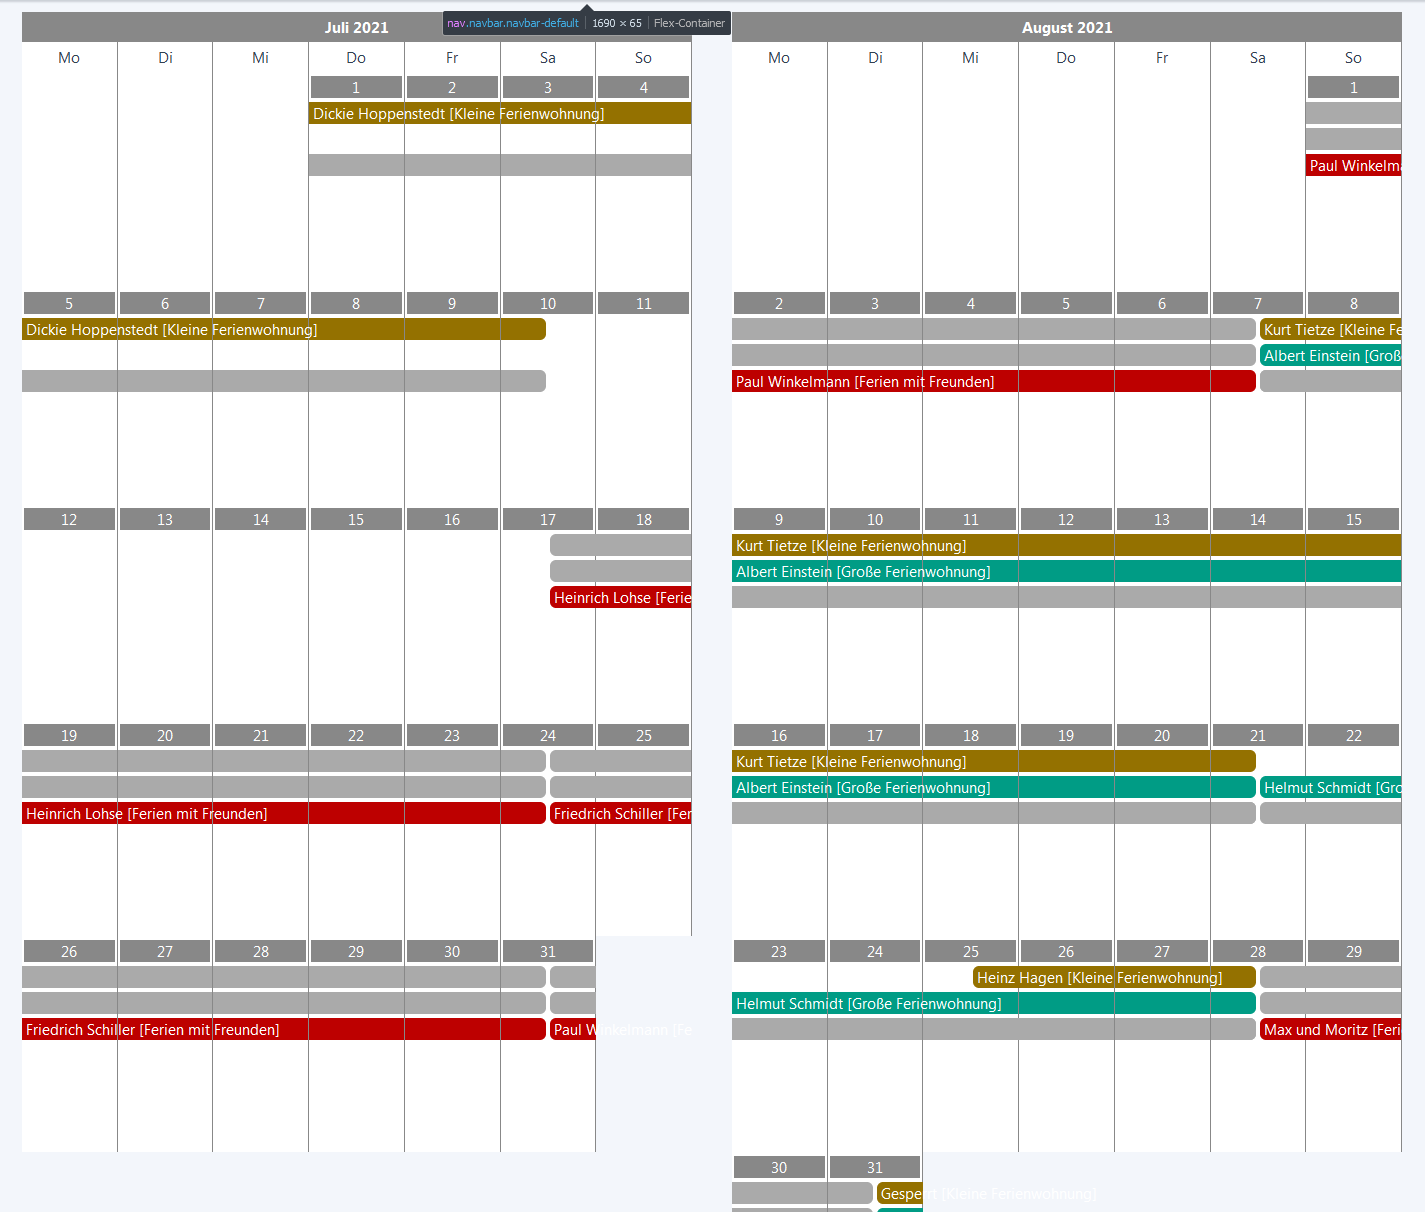 nav.navbar.navbar-default | 1690 × 65 | Flex-Container
Juli 2021
Mo Di Mi Do Fr Sa So
1 2 3 4
Dickie Hoppenstedt [Kleine Ferienwohnung]
5 6 7 8 9 10 11
Dickie Hoppenstedt [Kleine Ferienwohnung]
12 13 14 15 16 17 18
Heinrich Lohse [Ferie
19 20 21 22 23 24 25
Heinrich Lohse [Ferien mit Freunden] Friedrich Schiller [Fer
26 27 28 29 30 31
Friedrich Schiller [Ferien mit Freunden] Paul Winkelmann [Fe
August 2021
Mo Di Mi Do Fr Sa So
1
Paul Winkelm
2 3 4 5 6 7 8
Kurt Tietze [Kleine Fe
Albert Einstein [Groß
Paul Winkelmann [Ferien mit Freunden]
9 10 11 12 13 14 15
Kurt Tietze [Kleine Ferienwohnung]
Albert Einstein [Große Ferienwohnung]
16 17 18 19 20 21 22
Kurt Tietze [Kleine Ferienwohnung]
Albert Einstein [Große Ferienwohnung] Helmut Schmidt [Gro
23 24 25 26 27 28 29
Heinz Hagen [Kleine Ferienwohnung]
Helmut Schmidt [Große Ferienwohnung]
Max und Moritz [Feri
30 31
Gesperrt [Kleine Ferienwohnung]